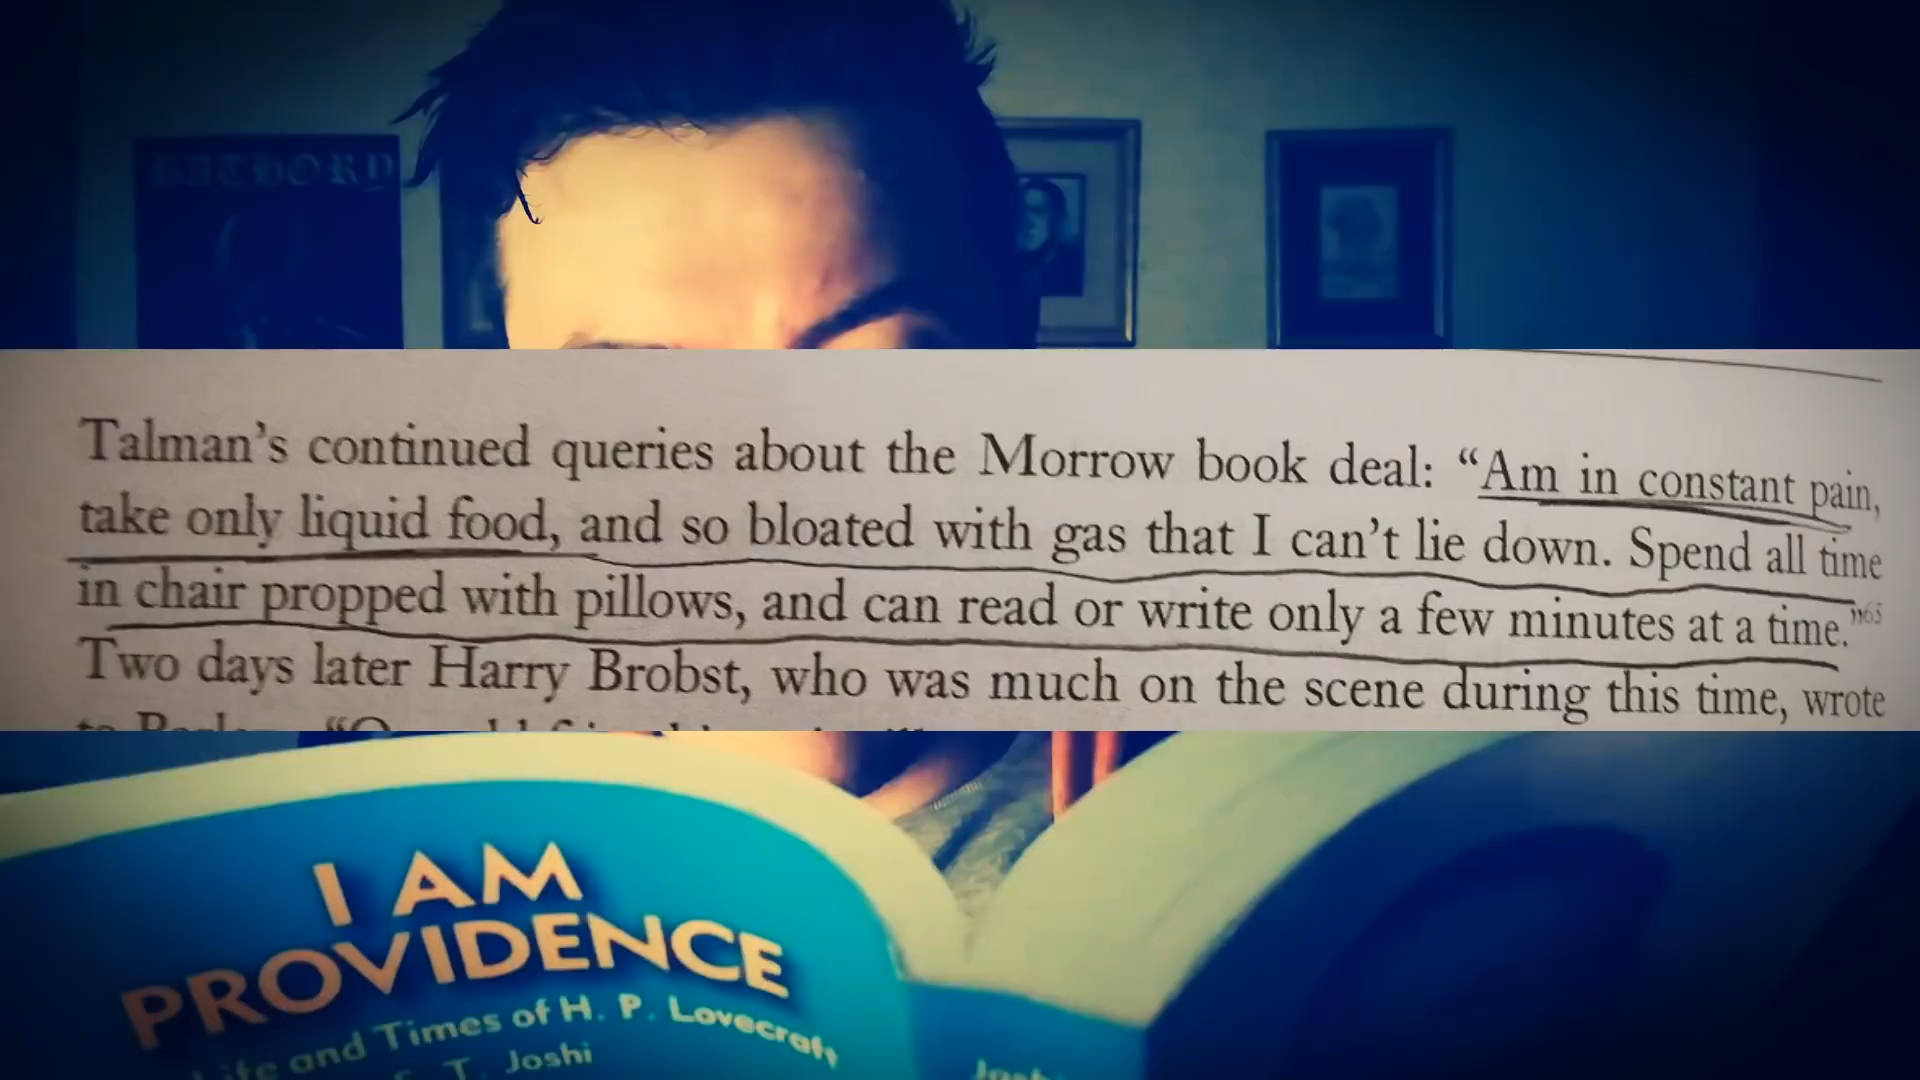 BATHORY
Talman's continued queries about the Morrow book deal: “Am in constant pain,
take only liquid food, and so bloated with gas that I can't lie down. Spend all time
in chair propped with pillows, and can read or write only a few minutes at a time.”65
Two days later Harry Brobst, who was much on the scene during this time, wrote
I AM
PROVIDENCE
Life and Times of H. P. Lovecraft
S. T. Joshi
Joshi